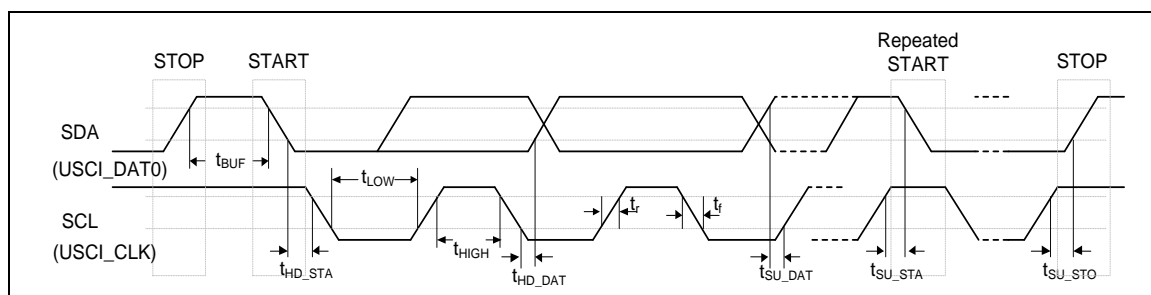 Repeated
STOP START START STOP
SDA
(USCI_DAT0)
tBUF
tLOW
SCL
(USCI_CLK)
tr tf
tHIGH
tHD_STA tHD_DAT tSU_DAT tSU_STA tSU_STO